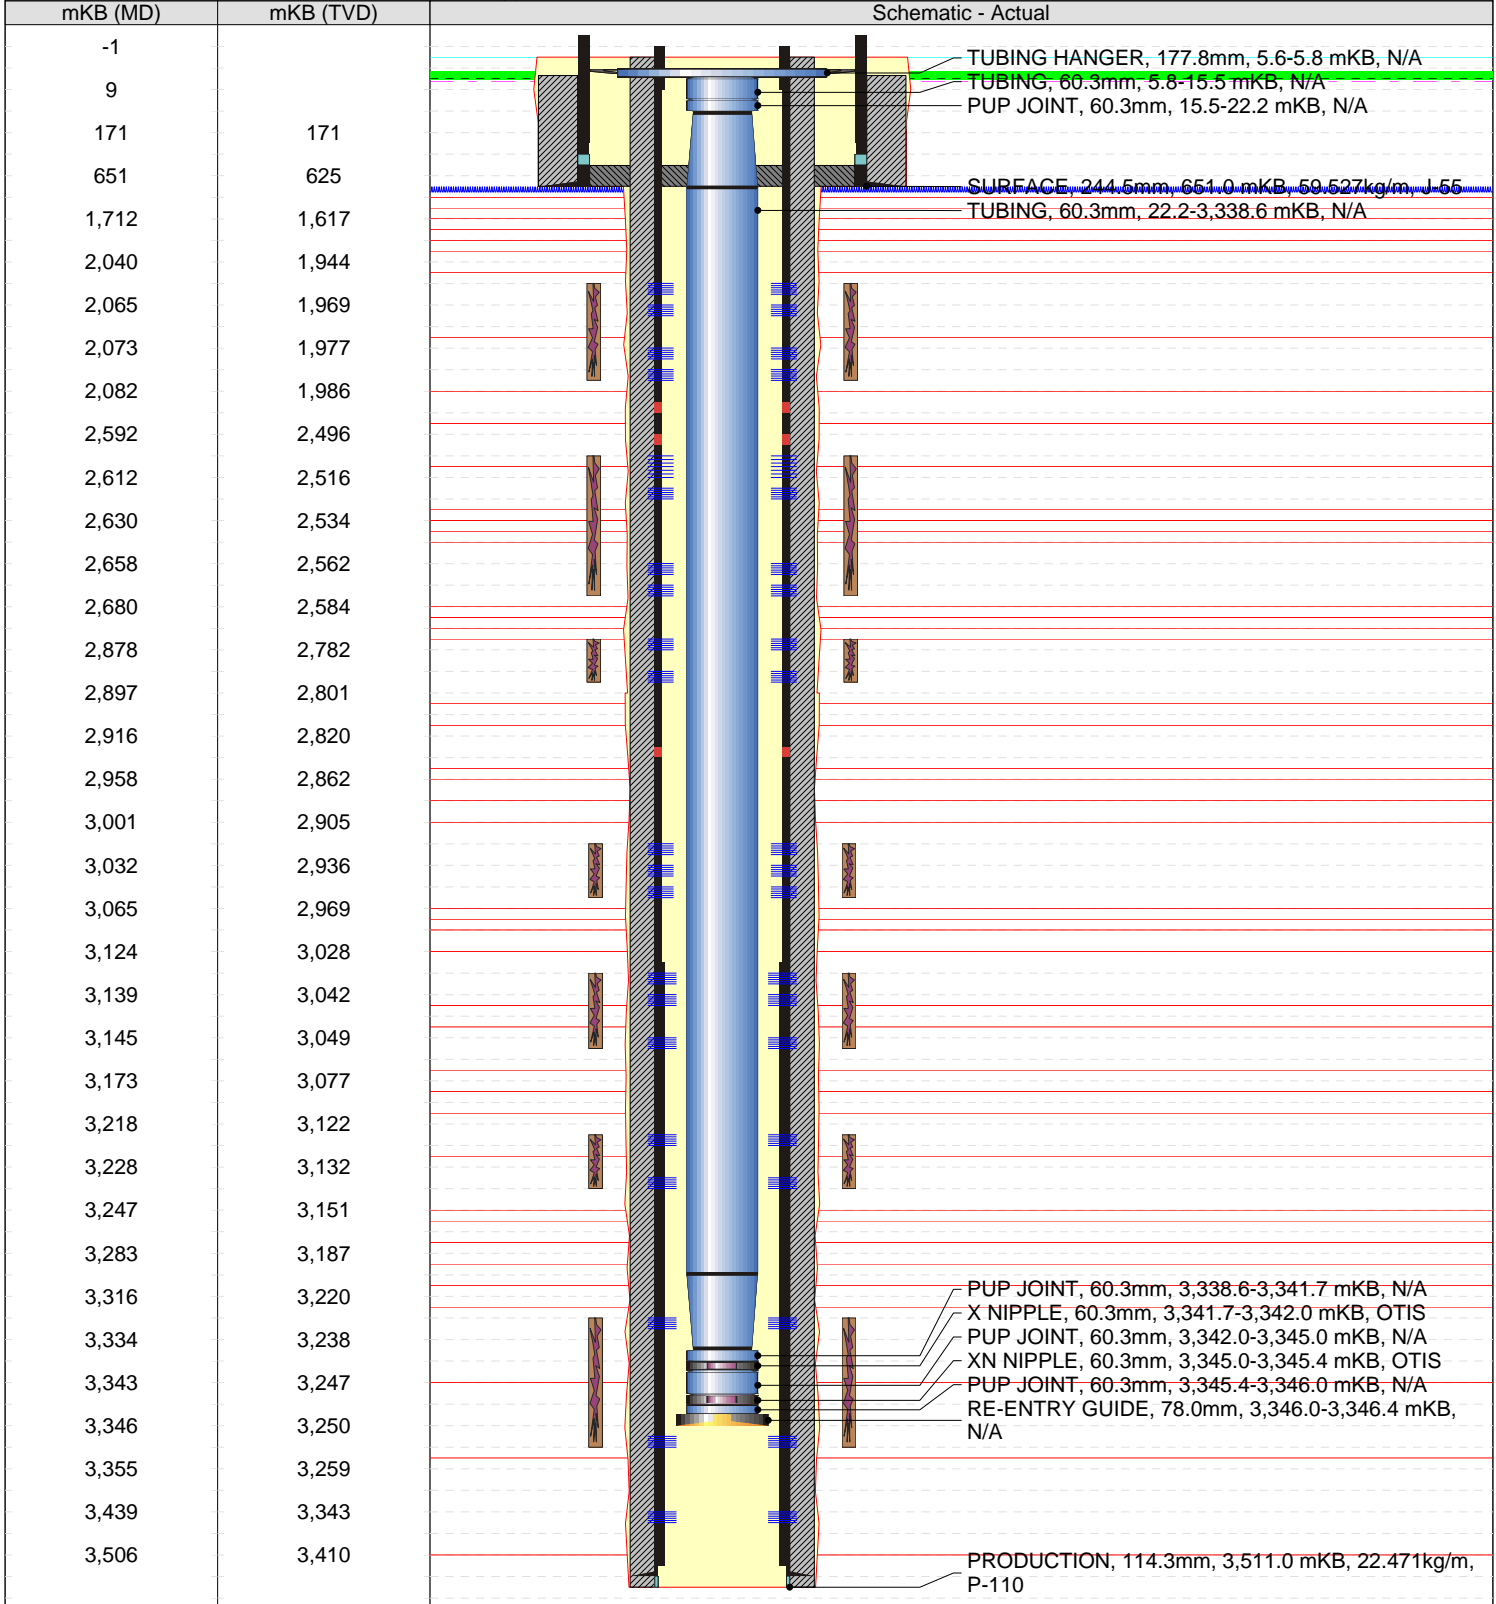 mKB (MD) mKB (TVD) Schematic - Actual
-1
9
171 171
651 625
1,712 1,617
2,040 1,944
2,065 1,969
2,073 1,977
2,082 1,986
2,592 2,496
2,612 2,516
2,630 2,534
2,658 2,562
2,680 2,584
2,878 2,782
2,897 2,801
2,916 2,820
2,958 2,862
3,001 2,905
3,032 2,936
3,065 2,969
3,124 3,028
3,139 3,042
3,145 3,049
3,173 3,077
3,218 3,122
3,228 3,132
3,247 3,151
3,283 3,187
3,316 3,220
3,334 3,238
3,343 3,247
3,346 3,250
3,355 3,259
3,439 3,343
3,506 3,410
TUBING HANGER, 177.8mm, 5.6-5.8 mKB, N/A
TUBING, 60.3mm, 5.8-15.5 mKB, N/A
PUP JOINT, 60.3mm, 15.5-22.2 mKB, N/A
SURFACE, 244.5mm, 651.0 mKB, 59.527kg/m, J-55
TUBING, 60.3mm, 22.2-3,338.6 mKB, N/A
PUP JOINT, 60.3mm, 3,338.6-3,341.7 mKB, N/A
X NIPPLE, 60.3mm, 3,341.7-3,342.0 mKB, OTIS
PUP JOINT, 60.3mm, 3,342.0-3,345.0 mKB, N/A
XN NIPPLE, 60.3mm, 3,345.0-3,345.4 mKB, OTIS
PUP JOINT, 60.3mm, 3,345.4-3,346.0 mKB, N/A
RE-ENTRY GUIDE, 78.0mm, 3,346.0-3,346.4 mKB,
N/A
PRODUCTION, 114.3mm, 3,511.0 mKB, 22.471kg/m,
P-110